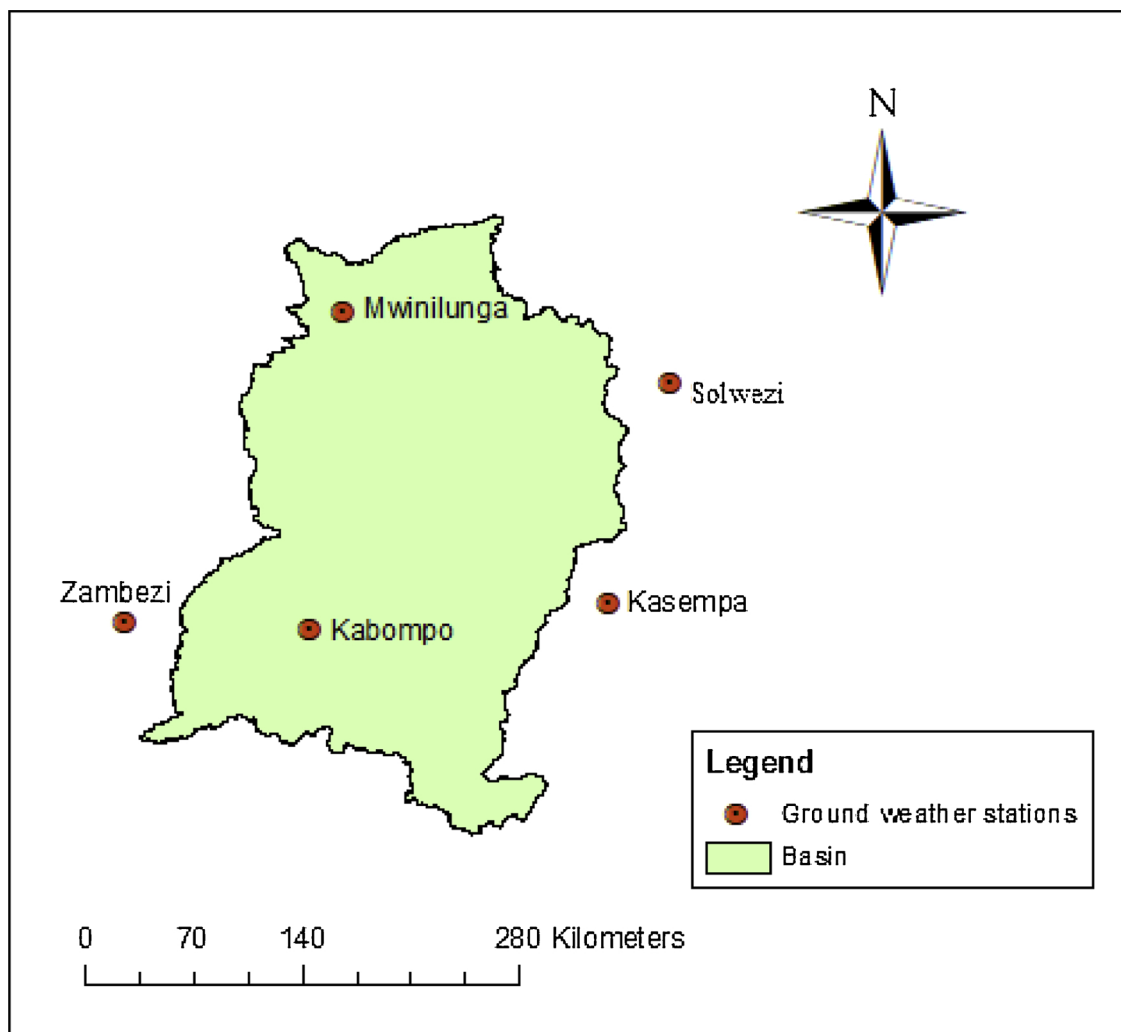 N
Mwinilunga
Solwezi
Zambezi
Kasempa
Kabompo
Legend
Ground weather stations
Basin
0 70 140 280 Kilometers